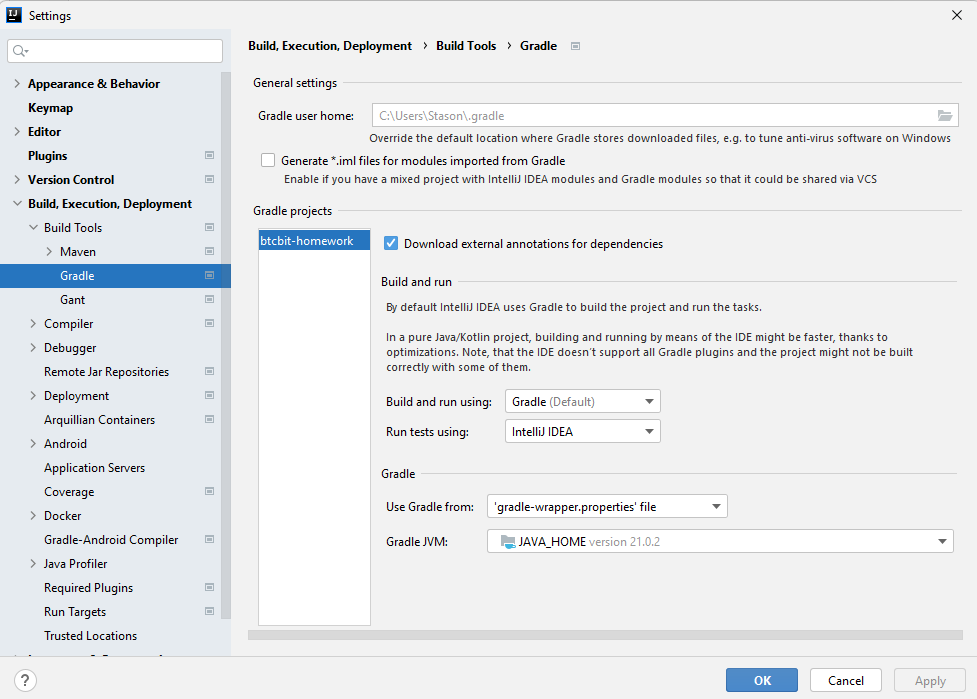 Settings
Appearance & Behavior
Keymap
Editor
Plugins
Version Control
Build, Execution, Deployment
Build Tools
Maven
Gradle
Gant
Compiler
Debugger
Remote Jar Repositories
Deployment
Arquillian Containers
Android
Application Servers
Coverage
Docker
Gradle-Android Compiler
Java Profiler
Required Plugins
Run Targets
Trusted Locations
Build, Execution, Deployment › Build Tools › Gradle
General settings
Gradle user home: C:\Users\Stason\.gradle
Override the default location where Gradle stores downloaded files, e.g. to tune anti-virus software on Windows
Generate *.iml files for modules imported from Gradle
Enable if you have a mixed project with IntelliJ IDEA modules and Gradle modules so that it could be shared via VCS
Gradle projects
btcbit-homework
Download external annotations for dependencies
Build and run
By default IntelliJ IDEA uses Gradle to build the project and run the tasks.
In a pure Java/Kotlin project, building and running by means of the IDE might be faster, thanks to
optimizations. Note, that the IDE doesn't support all Gradle plugins and the project might not be built
correctly with some of them.
Build and run using: Gradle (Default)
Run tests using: IntelliJ IDEA
Gradle
Use Gradle from: 'gradle-wrapper.properties' file
Gradle JVM: JAVA_HOME version 21.0.2
? OK Cancel Apply